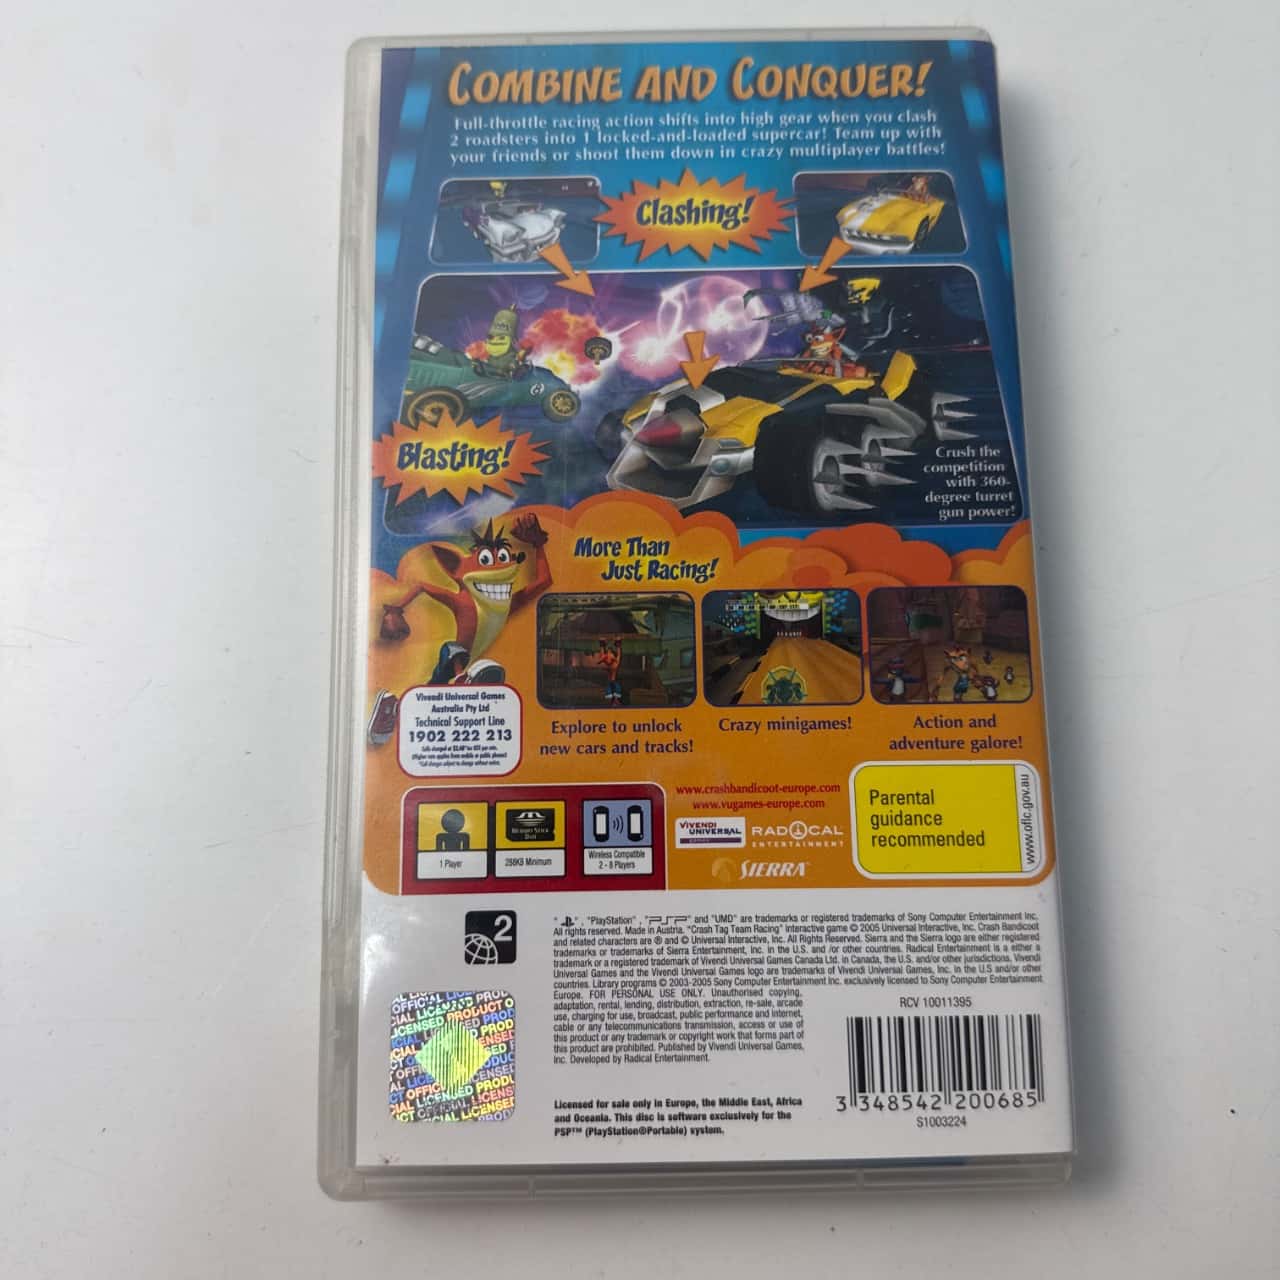 COMBINE AND CONQUER!
Full-throttle racing action shifts into high gear when you clash
2 roadsters into 1 locked-and-loaded supercar! Team up with
your friends or shoot them down in crazy multiplayer battles!
Clashing!
Blasting!
Crush the
competition
with 360-
degree turret
gun power!
More Than
Just Racing!
Explore to unlock
new cars and tracks!
Crazy minigames!
Action and
adventure galore!
Vivendi Universal Games
Australia Pty Ltd
Technical Support Line
1902 222 213
www.crashbandicoot-europe.com
www.vugames-europe.com
Parental
guidance
recommended
www.oflc.gov.au
1 Player
MEMORY STICK
DUO
288KB Minimum
Wireless Compatible
2 - 8 Players
VIVENDI
UNIVERSAL
games
RADICAL
ENTERTAINMENT
SIERRA
2
" ", "PlayStation", "PSP" and "UMD" are trademarks or registered trademarks of Sony Computer Entertainment Inc.
All rights reserved. Made in Austria. "Crash Tag Team Racing" interactive game © 2005 Universal Interactive, Inc. Crash Bandicoot
and related characters are ® and © Universal Interactive, Inc. All Rights Reserved. Sierra and the Sierra logo are either registered
trademarks or trademarks of Sierra Entertainment, Inc. in the U.S. and /or other countries. Radical Entertainment is a either a
trademark or a registered trademark of Vivendi Universal Games Canada Ltd. in Canada, the U.S. and/or other jurisdictions. Vivendi
Universal Games and the Vivendi Universal Games logo are trademarks of Vivendi Universal Games, Inc. in the U.S and/or other
countries. Library programs © 2003-2005 Sony Computer Entertainment Inc. exclusively licensed to Sony Computer Entertainment
Europe. FOR PERSONAL USE ONLY. Unauthorised copying,
adaptation, rental, lending, distribution, extraction, re-sale, arcade
use, charging for use, broadcast, public performance and internet,
cable or any telecommunications transmission, access or use of
this product or any trademark or copyright work that forms part of
this product are prohibited. Published by Vivendi Universal Games,
Inc. Developed by Radical Entertainment.
RCV 10011395
OFFICIAL LICENSED PRODUCT
Licensed for sale only in Europe, the Middle East, Africa
and Oceania. This disc is software exclusively for the
PSP™ (PlayStation®Portable) system.
3 348542 200685
S1003224